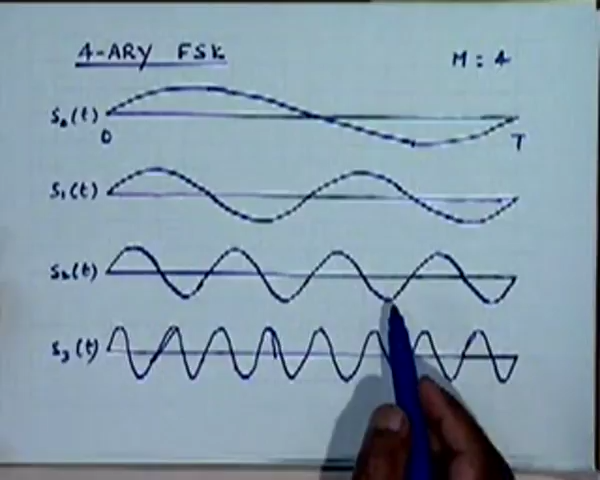 4-ARY FSK
M : 4
S₀(t)
0
T
S₁(t)
S₂(t)
S₃(t)